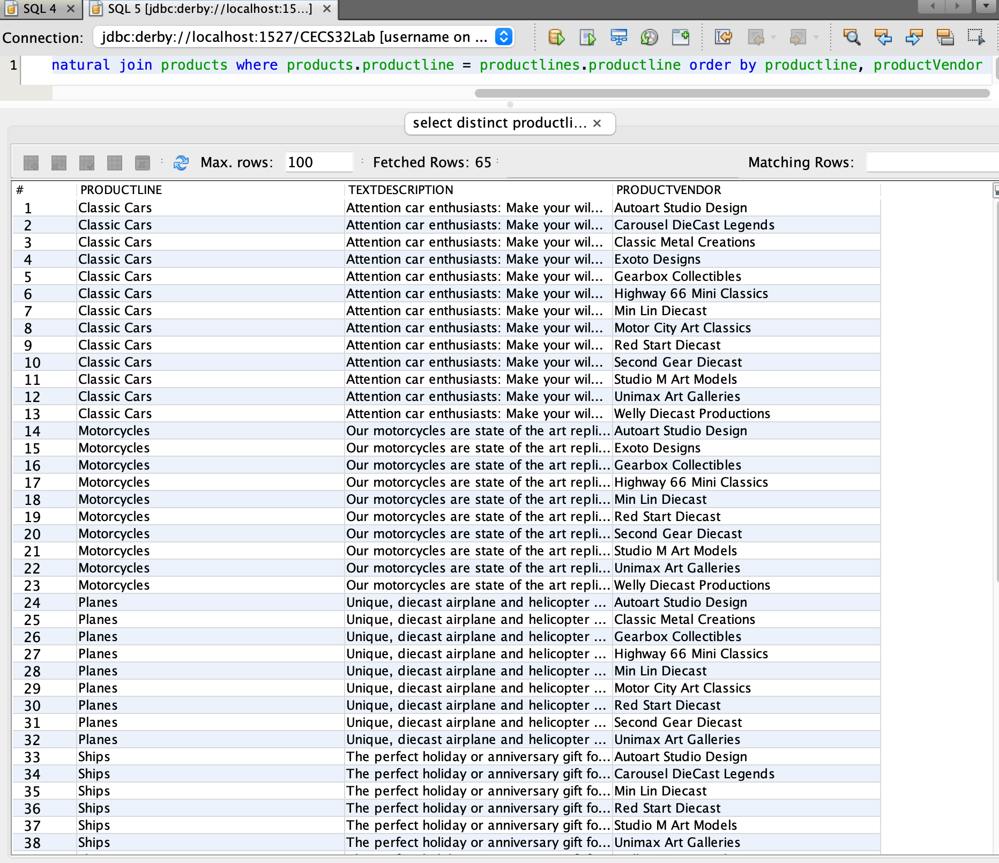 SQL 4 × SQL 5 [jdbc:derby://localhost:15...] ×
Connection: jdbc:derby://localhost:1527/CECS32Lab [username on ...
1 natural join products where products.productline = productlines.productline order by productline, productVendor
select distinct productli... ×
Max. rows: 100 Fetched Rows: 65 Matching Rows:
# PRODUCTLINE TEXTDESCRIPTION PRODUCTVENDOR
1 Classic Cars Attention car enthusiasts: Make your wil... Autoart Studio Design
2 Classic Cars Attention car enthusiasts: Make your wil... Carousel DieCast Legends
3 Classic Cars Attention car enthusiasts: Make your wil... Classic Metal Creations
4 Classic Cars Attention car enthusiasts: Make your wil... Exoto Designs
5 Classic Cars Attention car enthusiasts: Make your wil... Gearbox Collectibles
6 Classic Cars Attention car enthusiasts: Make your wil... Highway 66 Mini Classics
7 Classic Cars Attention car enthusiasts: Make your wil... Min Lin Diecast
8 Classic Cars Attention car enthusiasts: Make your wil... Motor City Art Classics
9 Classic Cars Attention car enthusiasts: Make your wil... Red Start Diecast
10 Classic Cars Attention car enthusiasts: Make your wil... Second Gear Diecast
11 Classic Cars Attention car enthusiasts: Make your wil... Studio M Art Models
12 Classic Cars Attention car enthusiasts: Make your wil... Unimax Art Galleries
13 Classic Cars Attention car enthusiasts: Make your wil... Welly Diecast Productions
14 Motorcycles Our motorcycles are state of the art repli... Autoart Studio Design
15 Motorcycles Our motorcycles are state of the art repli... Exoto Designs
16 Motorcycles Our motorcycles are state of the art repli... Gearbox Collectibles
17 Motorcycles Our motorcycles are state of the art repli... Highway 66 Mini Classics
18 Motorcycles Our motorcycles are state of the art repli... Min Lin Diecast
19 Motorcycles Our motorcycles are state of the art repli... Red Start Diecast
20 Motorcycles Our motorcycles are state of the art repli... Second Gear Diecast
21 Motorcycles Our motorcycles are state of the art repli... Studio M Art Models
22 Motorcycles Our motorcycles are state of the art repli... Unimax Art Galleries
23 Motorcycles Our motorcycles are state of the art repli... Welly Diecast Productions
24 Planes Unique, diecast airplane and helicopter ... Autoart Studio Design
25 Planes Unique, diecast airplane and helicopter ... Classic Metal Creations
26 Planes Unique, diecast airplane and helicopter ... Gearbox Collectibles
27 Planes Unique, diecast airplane and helicopter ... Highway 66 Mini Classics
28 Planes Unique, diecast airplane and helicopter ... Min Lin Diecast
29 Planes Unique, diecast airplane and helicopter ... Motor City Art Classics
30 Planes Unique, diecast airplane and helicopter ... Red Start Diecast
31 Planes Unique, diecast airplane and helicopter ... Second Gear Diecast
32 Planes Unique, diecast airplane and helicopter ... Unimax Art Galleries
33 Ships The perfect holiday or anniversary gift fo... Autoart Studio Design
34 Ships The perfect holiday or anniversary gift fo... Carousel DieCast Legends
35 Ships The perfect holiday or anniversary gift fo... Min Lin Diecast
36 Ships The perfect holiday or anniversary gift fo... Red Start Diecast
37 Ships The perfect holiday or anniversary gift fo... Studio M Art Models
38 Ships The perfect holiday or anniversary gift fo... Unimax Art Galleries